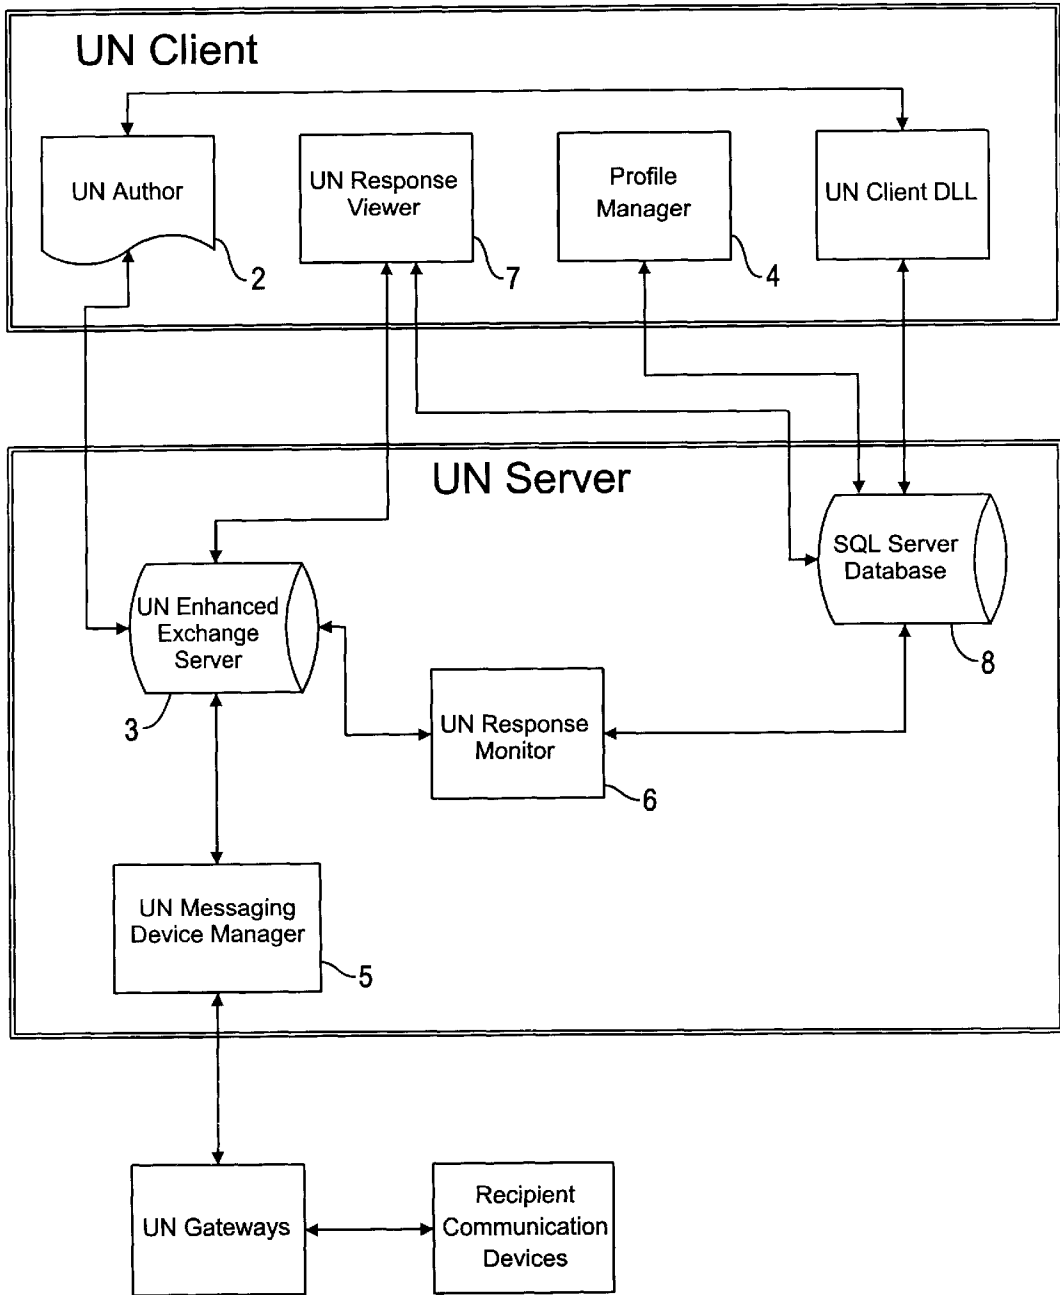 UN Client
UN Author
2
UN Response
Viewer
7
Profile
Manager
4
UN Client DLL
UN Server
UN Enhanced
Exchange
Server
3
SQL Server
Database
8
UN Response
Monitor
6
UN Messaging
Device Manager
5
UN Gateways
Recipient
Communication
Devices